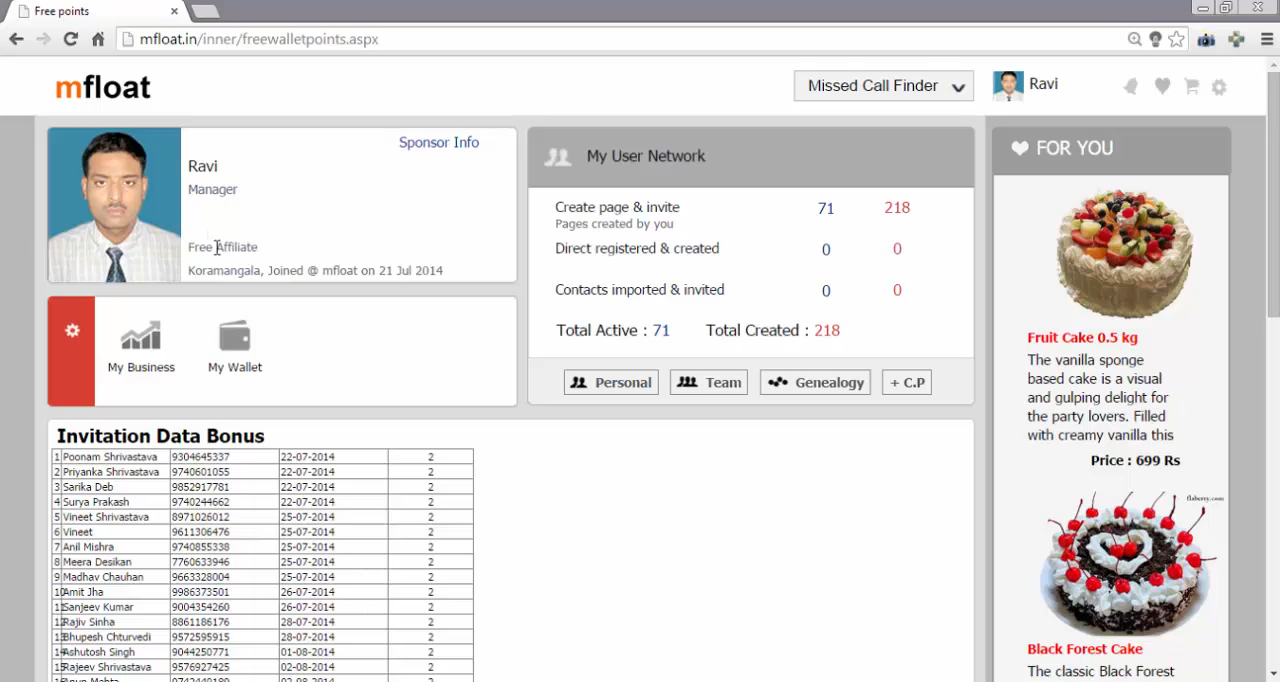 Free points
mfloat.in/inner/freewalletpoints.aspx
mfloat
Missed Call Finder
Ravi
Sponsor Info
Ravi
Manager
Free Affiliate
Koramangala, Joined @ mfloat on 21 Jul 2014
My Business
My Wallet
My User Network
Create page & invite 71 218
Pages created by you
Direct registered & created 0 0
Contacts imported & invited 0 0
Total Active : 71 Total Created : 218
Personal Team Genealogy + C.P
Invitation Data Bonus
1 Poonam Shrivastava 9304645337 22-07-2014 2
2 Priyanka Shrivastava 9740601055 22-07-2014 2
3 Sarika Deb 9852917781 22-07-2014 2
4 Surya Prakash 9740244662 22-07-2014 2
5 Vineet Shrivastava 8971026012 25-07-2014 2
6 Vineet 9611306476 25-07-2014 2
7 Anil Mishra 9740855338 25-07-2014 2
8 Meera Desikan 7760633946 25-07-2014 2
9 Madhav Chauhan 9663328004 25-07-2014 2
10 Amit Jha 9986373501 26-07-2014 2
11 Sanjeev Kumar 9004354260 26-07-2014 2
12 Rajiv Sinha 8861186176 28-07-2014 2
13 Bhupesh Chturvedi 9572595915 28-07-2014 2
14 Ashutosh Singh 9044250771 01-08-2014 2
15 Rajeev Shrivastava 9576927425 02-08-2014 2
FOR YOU
Fruit Cake 0.5 kg
The vanilla sponge
based cake is a visual
and gulping delight for
the party lovers. Filled
with creamy vanilla this
Price : 699 Rs
flaberry.com
Black Forest Cake
The classic Black Forest